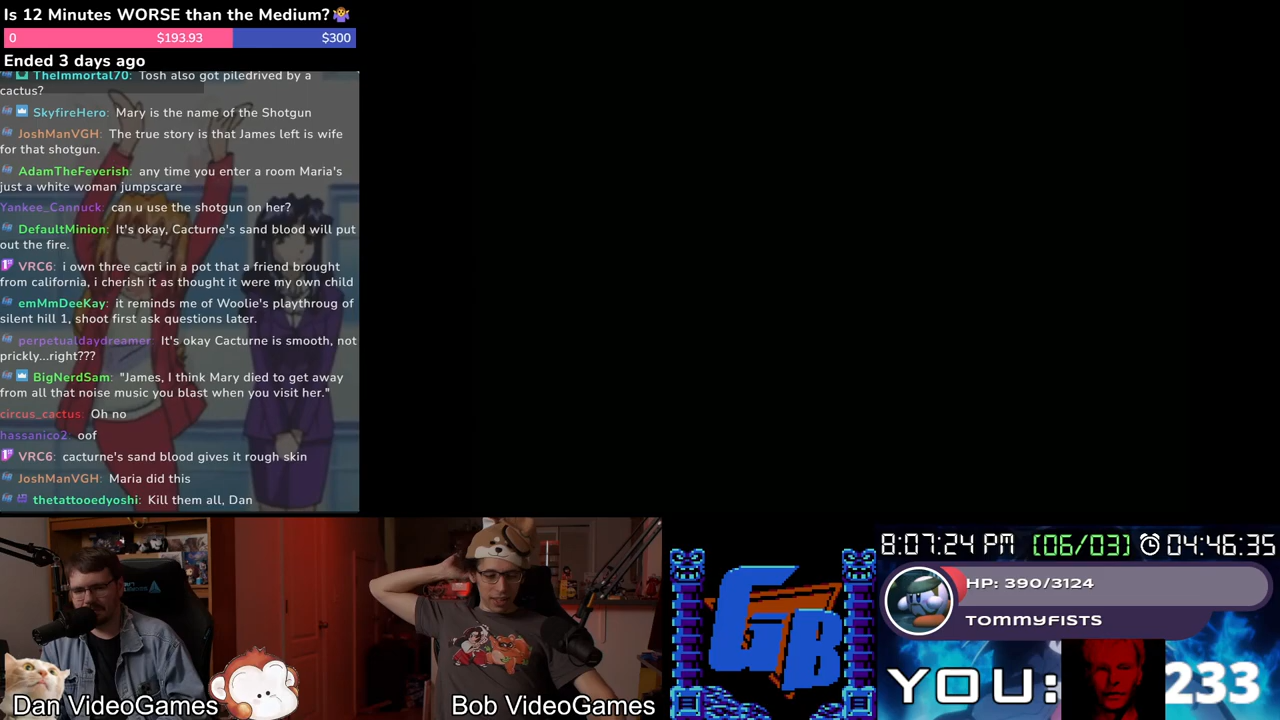 Is 12 Minutes WORSE than the Medium?🤷‍♀️
0 $193.93 $300
Ended 3 days ago
TheImmortal70: Tosh also got piledrived by a
cactus?
SkyfireHero: Mary is the name of the Shotgun
JoshManVGH: The true story is that James left is wife
for that shotgun.
AdamTheFeverish: any time you enter a room Maria's
just a white woman jumpscare
Yankee_Cannuck: can u use the shotgun on her?
DefaultMinion: It's okay, Cacturne's sand blood will put
out the fire.
VRC6: i own three cacti in a pot that a friend brought
from california, i cherish it as thought it were my own child
emMmDeeKay: it reminds me of Woolie's playthroug of
silent hill 1, shoot first ask questions later.
perpetualdaydreamer: It's okay Cacturne is smooth, not
prickly...right???
BigNerdSam: "James, I think Mary died to get away
from all that noise music you blast when you visit her."
circus_cactus: Oh no
hassanico2: oof
VRC6: cacturne's sand blood gives it rough skin
JoshManVGH: Maria did this
thetattooedyoshi: Kill them all, Dan
Dan VideoGames
Bob VideoGames
GB
8:07:24 PM [06/03] 04:46:35
HP: 390/3124
TOMMYFISTS
YOU: 233